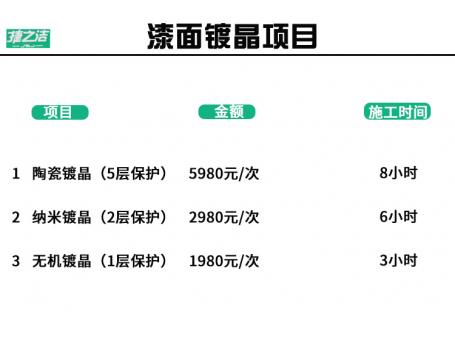 捷之洁
漆面镀晶项目
项目 金额 施工时间
1 陶瓷镀晶（5层保护） 5980元/次 8小时
2 纳米镀晶（2层保护） 2980元/次 6小时
3 无机镀晶（1层保护） 1980元/次 3小时